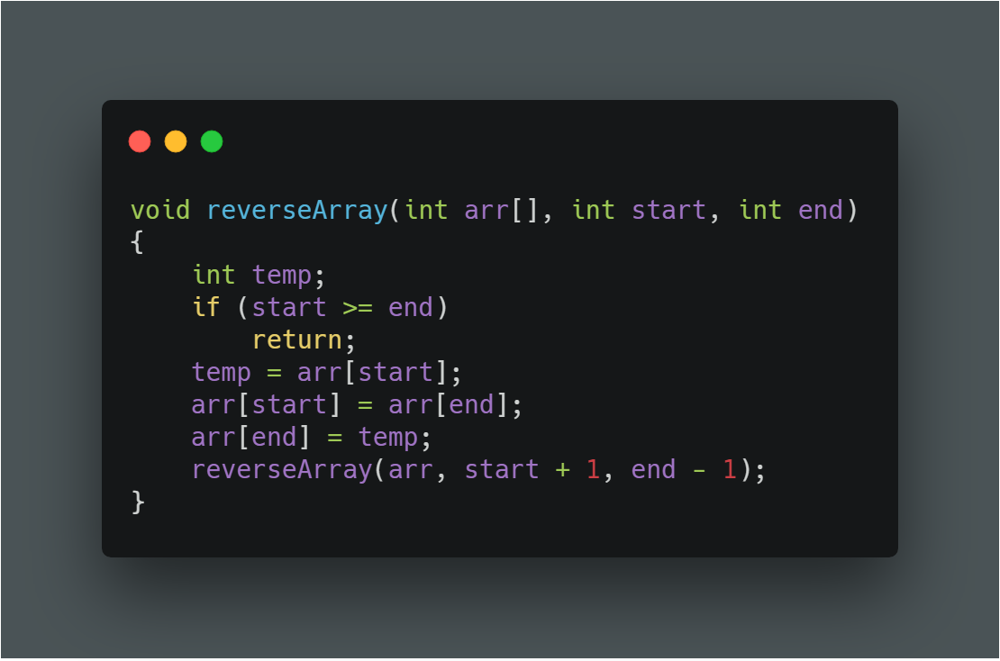 void reverseArray(int arr[], int start, int end)
{
    int temp;
    if (start >= end)
        return;
    temp = arr[start];
    arr[start] = arr[end];
    arr[end] = temp;
    reverseArray(arr, start + 1, end - 1);
}